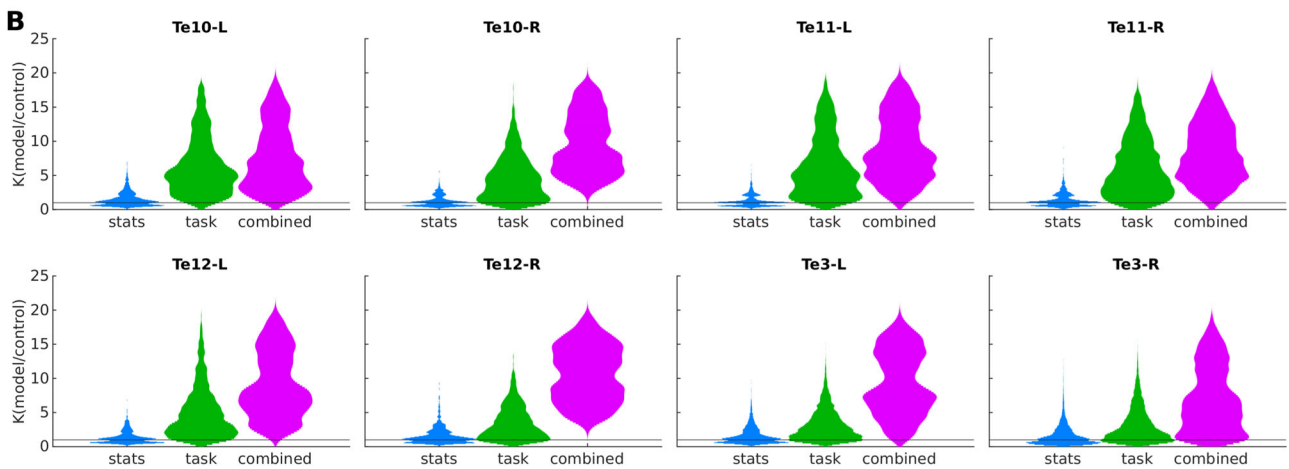 B
Te10-L Te10-R Te11-L Te11-R
K(model/control)
25
20
15
10
5
0
stats task combined stats task combined stats task combined stats task combined
Te12-L Te12-R Te3-L Te3-R
K(model/control)
25
20
15
10
5
0
stats task combined stats task combined stats task combined stats task combined